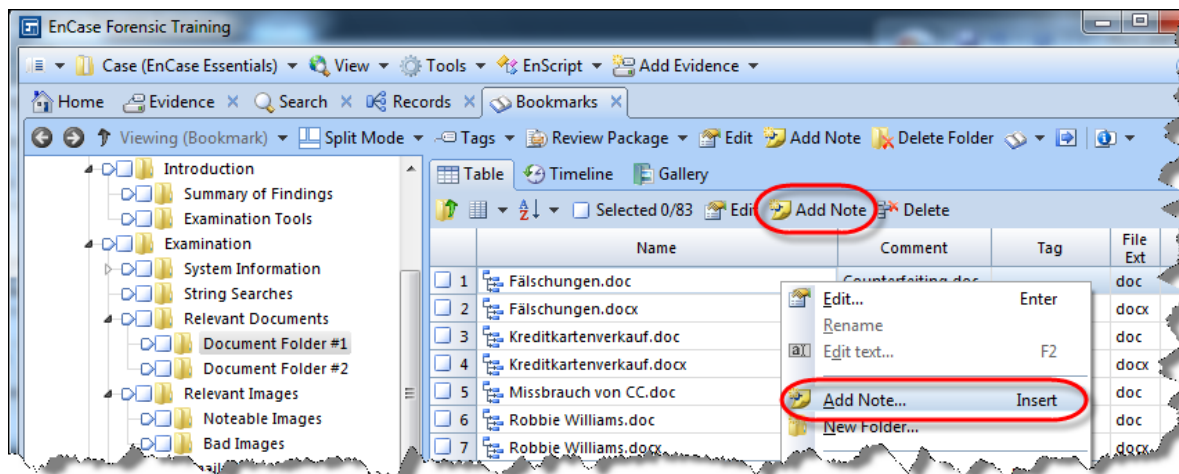 EnCase Forensic Training
Case (EnCase Essentials) View Tools EnScript Add Evidence
Home Evidence Search Records Bookmarks
Viewing (Bookmark) Split Mode Tags Review Package Edit Add Note Delete Folder
Introduction
Summary of Findings
Examination Tools
Examination
System Information
String Searches
Relevant Documents
Document Folder #1
Document Folder #2
Relevant Images
Noteable Images
Bad Images
Table Timeline Gallery
Selected 0/83 Edit Add Note Delete
Name Comment Tag File Ext
1 Fälschungen.doc Counterfeiting doc doc
2 Fälschungen.docx docx
3 Kreditkartenverkauf.doc doc
4 Kreditkartenverkauf.docx docx
5 Missbrauch von CC.doc doc
6 Robbie Williams.doc doc
7 Robbie Williams.docx docx
Edit... Enter
Rename
Edit text... F2
Add Note... Insert
New Folder...